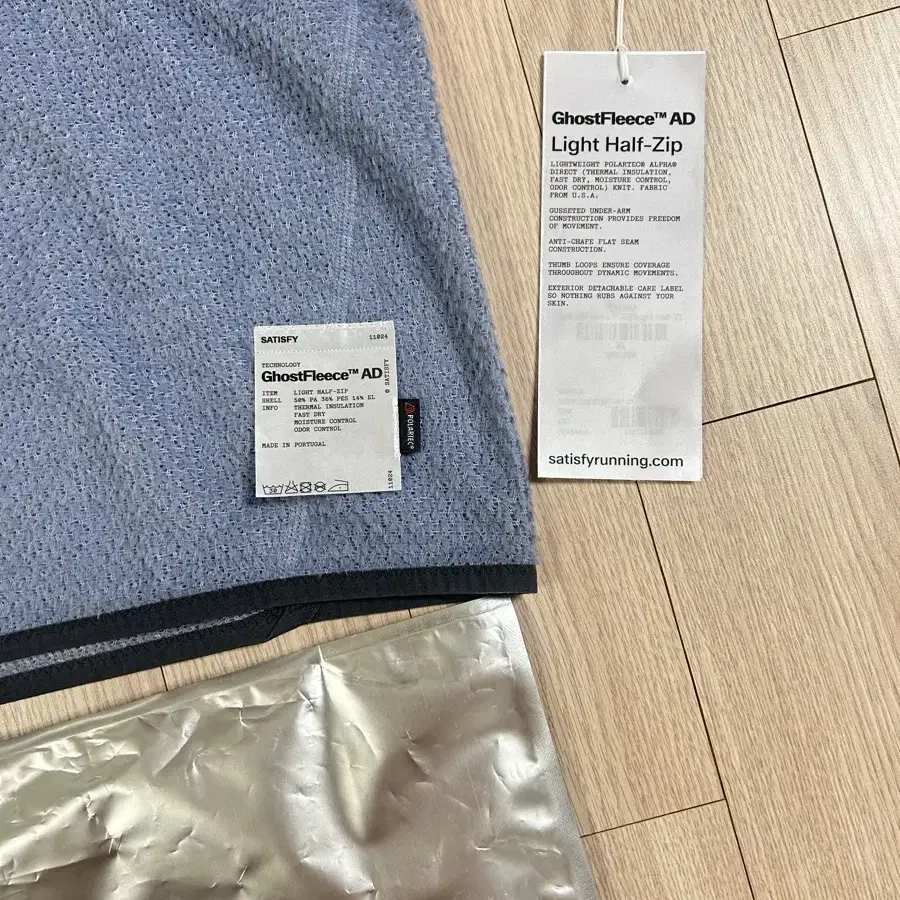 GhostFleece™ AD
Light Half-Zip
LIGHTWEIGHT POLARTEC® ALPHA®
DIRECT (THERMAL INSULATION,
FAST DRY, MOISTURE CONTROL,
ODOR CONTROL) KNIT. FABRIC
FROM U.S.A.
GUSSETED UNDER-ARM
CONSTRUCTION PROVIDES FREEDOM
OF MOVEMENT.
ANTI-CHAFE FLAT SEAM
CONSTRUCTION.
THUMB LOOPS ENSURE COVERAGE
THROUGHOUT DYNAMIC MOVEMENTS.
EXTERIOR DETACHABLE CARE LABEL
SO NOTHING RUBS AGAINST YOUR
SKIN.
satisfyrunning.com
SATISFY 11024
TECHNOLOGY
GhostFleece™ AD
ITEM LIGHT HALF-ZIP
SHELL 50% PA 36% PES 14% EL
INFO THERMAL INSULATION
FAST DRY
MOISTURE CONTROL
ODOR CONTROL
MADE IN PORTUGAL
© SATISFY
11024
POLARTEC®